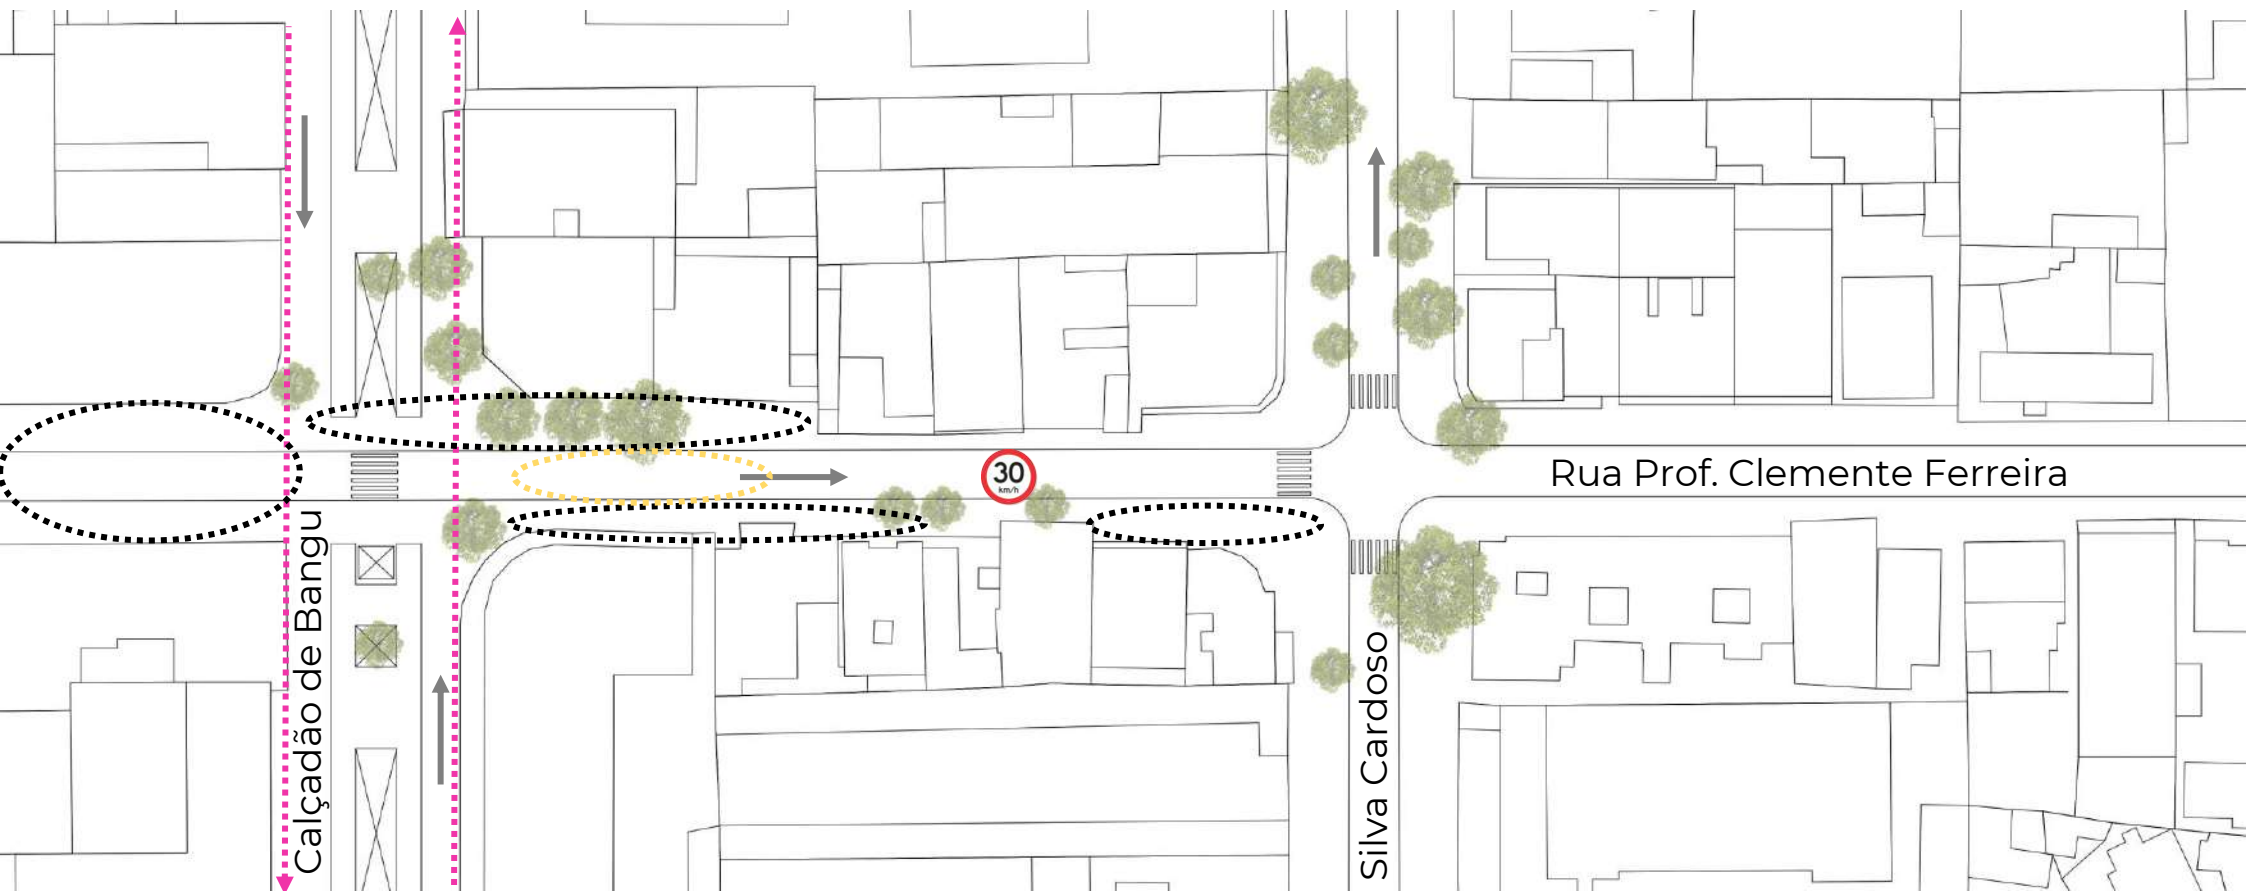 30
km/h
Rua Prof. Clemente Ferreira
Calçadão de Bangu
Silva Cardoso